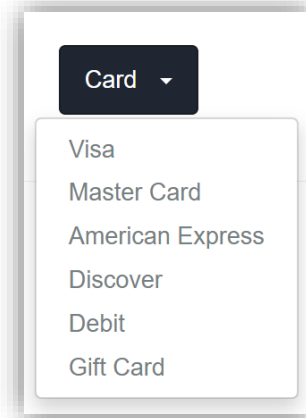 Card
Visa
Master Card
American Express
Discover
Debit
Gift Card